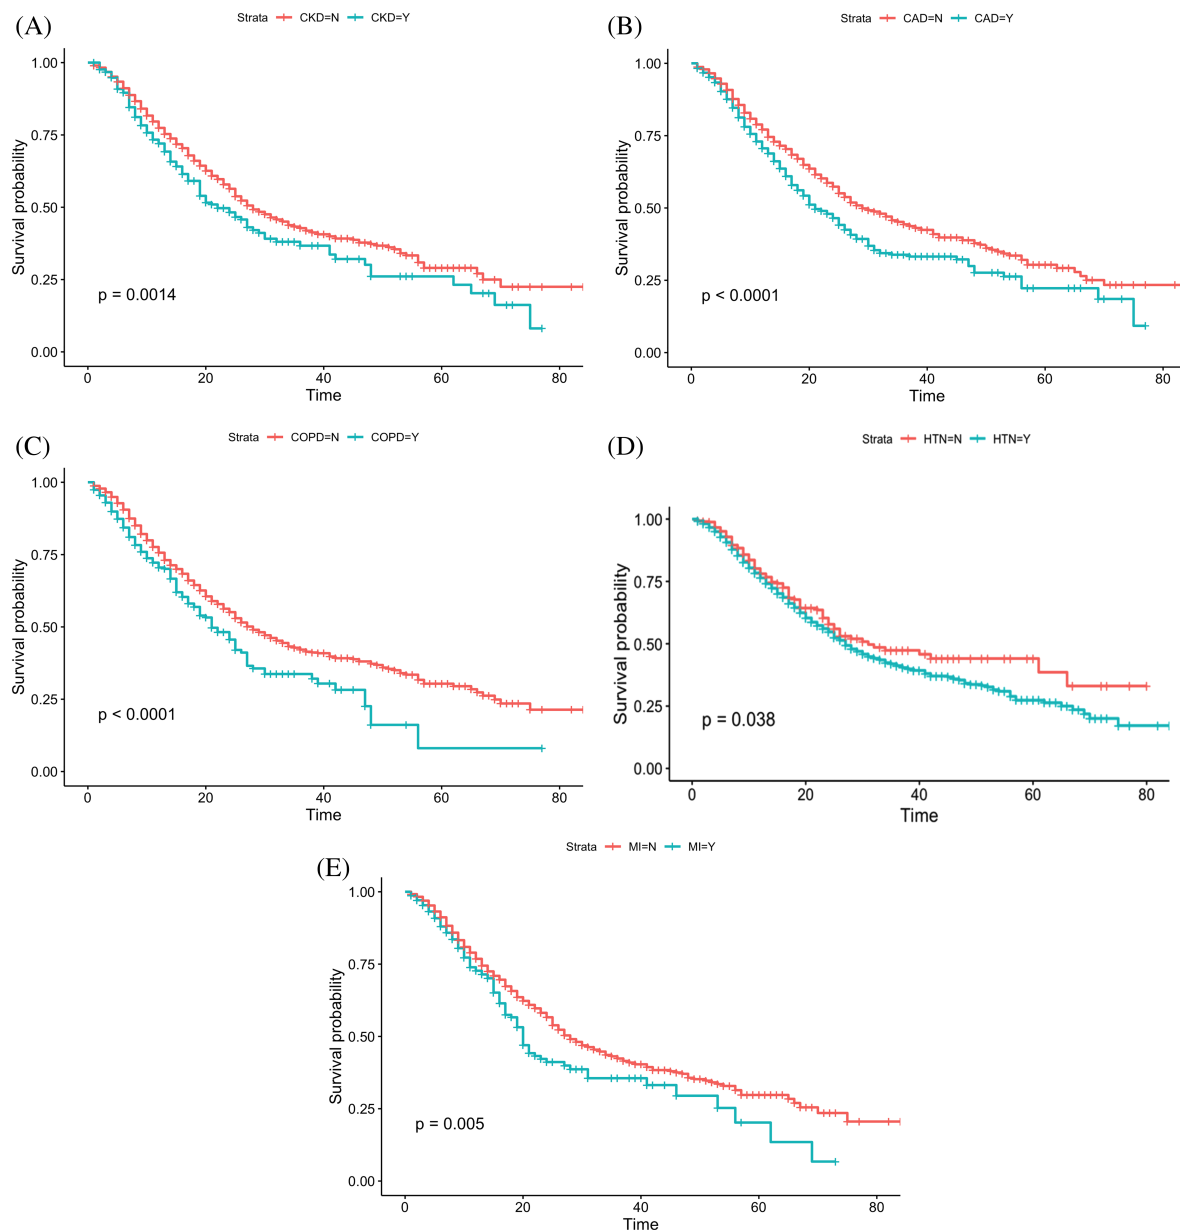 (A)
Strata CKD=N CKD=Y
Survival probability
1.00
0.75
0.50
0.25
0.00
p = 0.0014
0 20 40 60 80
Time
(B)
Strata CAD=N CAD=Y
Survival probability
1.00
0.75
0.50
0.25
0.00
p < 0.0001
0 20 40 60 80
Time
(C)
Strata COPD=N COPD=Y
Survival probability
1.00
0.75
0.50
0.25
0.00
p < 0.0001
0 20 40 60 80
Time
(D)
Strata HTN=N HTN=Y
Survival probability
1.00
0.75
0.50
0.25
0.00
p = 0.038
0 20 40 60 80
Time
(E)
Strata MI=N MI=Y
Survival probability
1.00
0.75
0.50
0.25
0.00
p = 0.005
0 20 40 60 80
Time